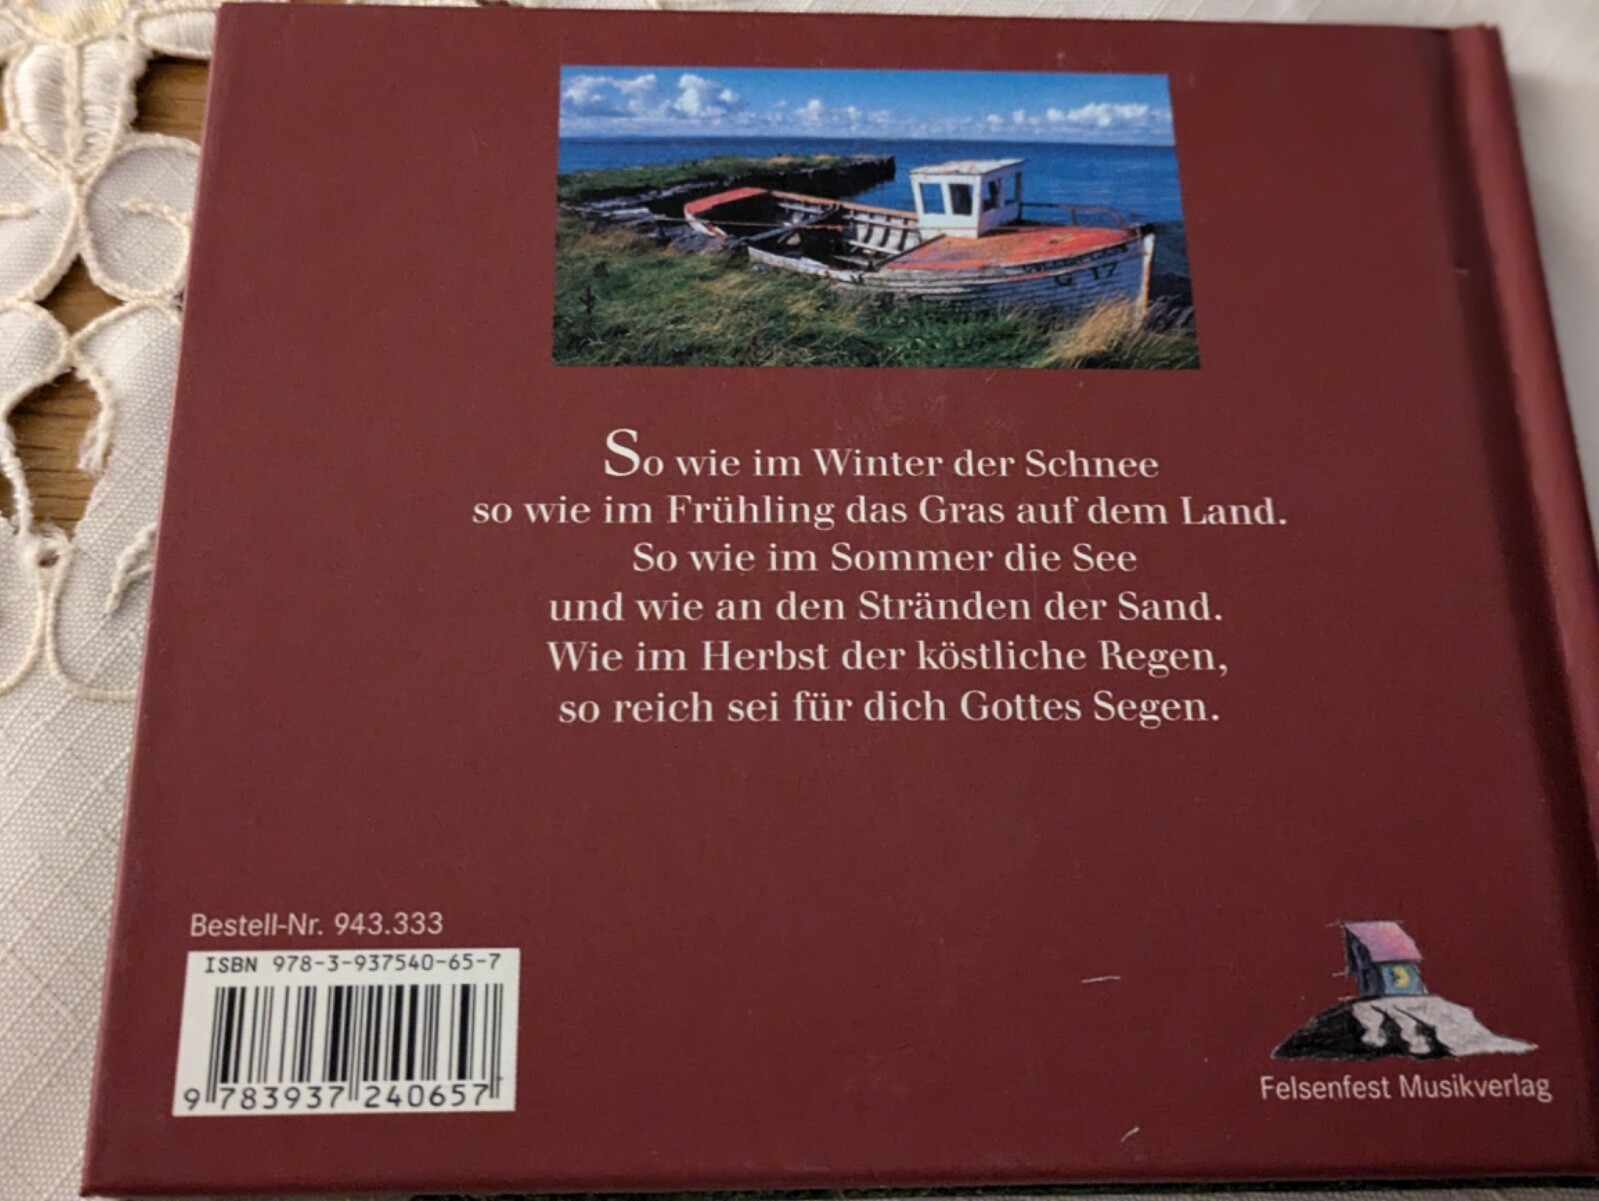 G 17
So wie im Winter der Schnee
so wie im Frühling das Gras auf dem Land.
So wie im Sommer die See
und wie an den Stränden der Sand.
Wie im Herbst der köstliche Regen,
so reich sei für dich Gottes Segen.
Bestell-Nr. 943.333
ISBN 978-3-937540-65-7
9 783937 240657
Felsenfest Musikverlag